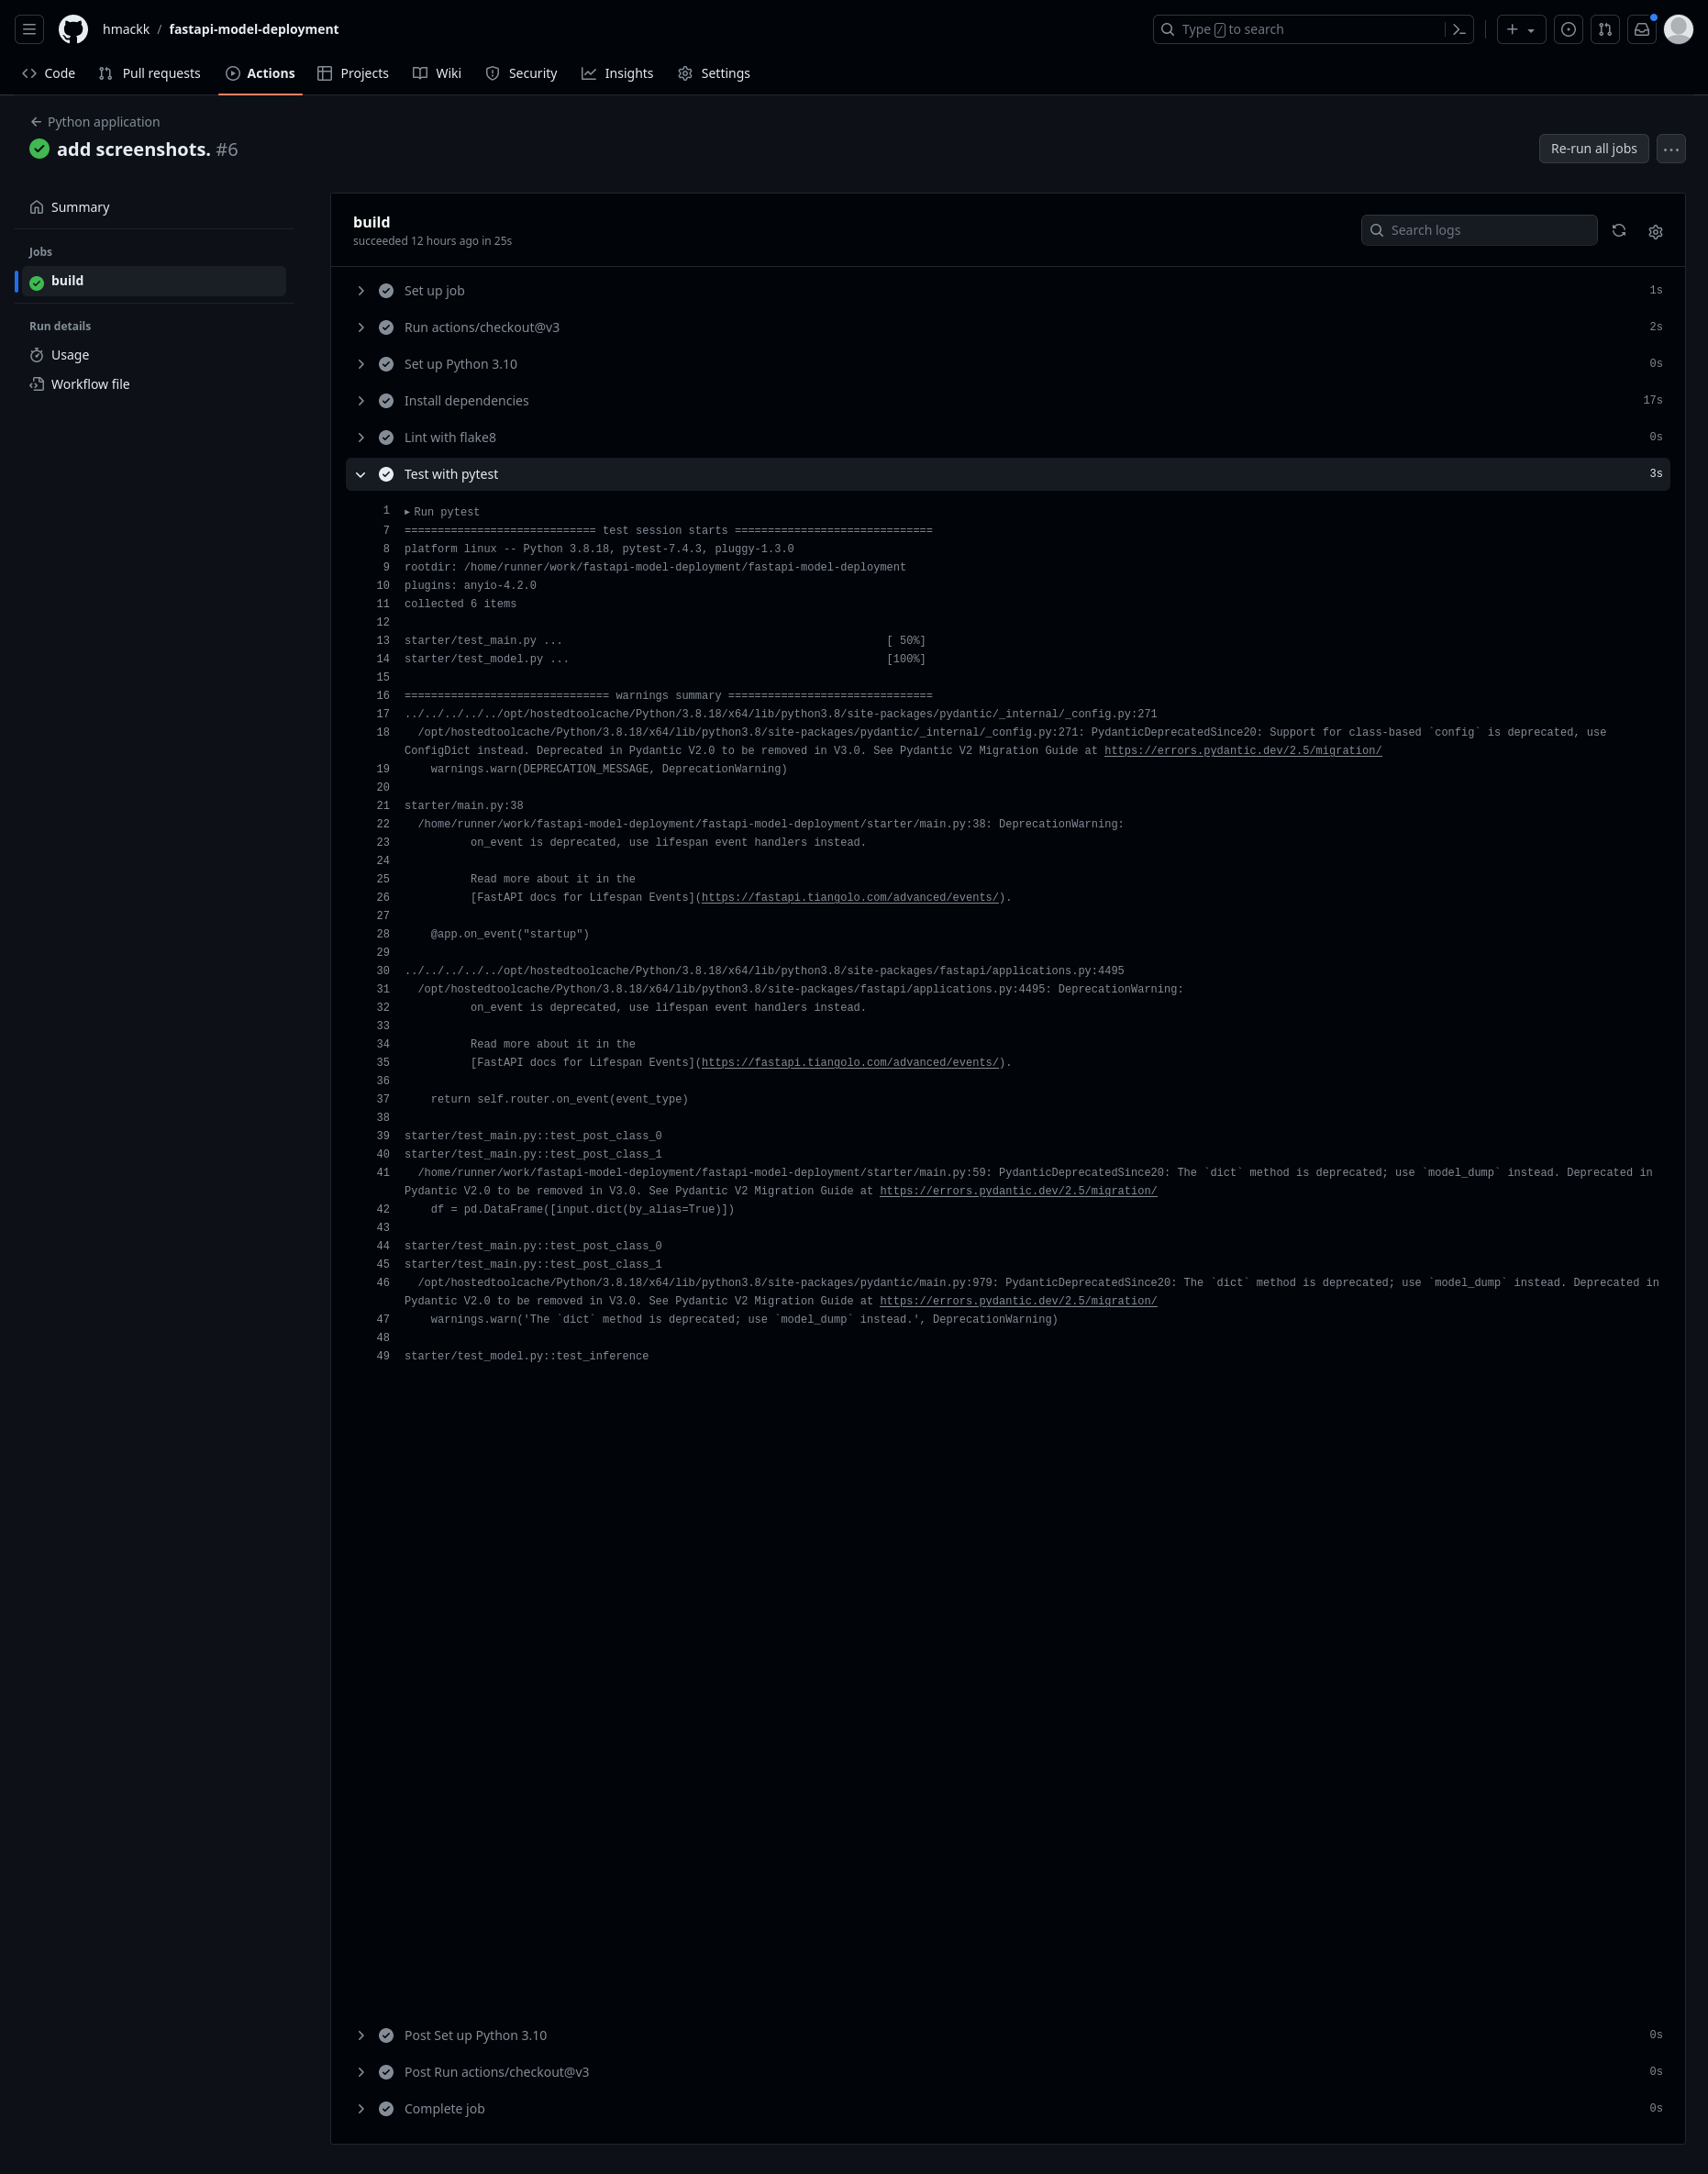 hmackk / fastapi-model-deployment
Type / to search
Code Pull requests Actions Projects Wiki Security Insights Settings
Python application
add screenshots. #6
Re-run all jobs
Summary
Jobs
build
Run details
Usage
Workflow file
build
succeeded 12 hours ago in 25s
Search logs
Set up job 1s
Run actions/checkout@v3 2s
Set up Python 3.10 0s
Install dependencies 17s
Lint with flake8 0s
Test with pytest 3s
1 Run pytest
7 ============================= test session starts ==============================
8 platform linux -- Python 3.8.18, pytest-7.4.3, pluggy-1.3.0
9 rootdir: /home/runner/work/fastapi-model-deployment/fastapi-model-deployment
10 plugins: anyio-4.2.0
11 collected 6 items
12
13 starter/test_main.py ... [ 50%]
14 starter/test_model.py ... [100%]
15
16 =============================== warnings summary ===============================
17 ../../../../../opt/hostedtoolcache/Python/3.8.18/x64/lib/python3.8/site-packages/pydantic/_internal/_config.py:271
18 /opt/hostedtoolcache/Python/3.8.18/x64/lib/python3.8/site-packages/pydantic/_internal/_config.py:271: PydanticDeprecatedSince20: Support for class-based `config` is deprecated, use
ConfigDict instead. Deprecated in Pydantic V2.0 to be removed in V3.0. See Pydantic V2 Migration Guide at https://errors.pydantic.dev/2.5/migration/
19 warnings.warn(DEPRECATION_MESSAGE, DeprecationWarning)
20
21 starter/main.py:38
22 /home/runner/work/fastapi-model-deployment/fastapi-model-deployment/starter/main.py:38: DeprecationWarning:
23 on_event is deprecated, use lifespan event handlers instead.
24
25 Read more about it in the
26 [FastAPI docs for Lifespan Events](https://fastapi.tiangolo.com/advanced/events/).
27
28 @app.on_event("startup")
29
30 ../../../../../opt/hostedtoolcache/Python/3.8.18/x64/lib/python3.8/site-packages/fastapi/applications.py:4495
31 /opt/hostedtoolcache/Python/3.8.18/x64/lib/python3.8/site-packages/fastapi/applications.py:4495: DeprecationWarning:
32 on_event is deprecated, use lifespan event handlers instead.
33
34 Read more about it in the
35 [FastAPI docs for Lifespan Events](https://fastapi.tiangolo.com/advanced/events/).
36
37 return self.router.on_event(event_type)
38
39 starter/test_main.py::test_post_class_0
40 starter/test_main.py::test_post_class_1
41 /home/runner/work/fastapi-model-deployment/fastapi-model-deployment/starter/main.py:59: PydanticDeprecatedSince20: The `dict` method is deprecated; use `model_dump` instead. Deprecated in
Pydantic V2.0 to be removed in V3.0. See Pydantic V2 Migration Guide at https://errors.pydantic.dev/2.5/migration/
42 df = pd.DataFrame([input.dict(by_alias=True)])
43
44 starter/test_main.py::test_post_class_0
45 starter/test_main.py::test_post_class_1
46 /opt/hostedtoolcache/Python/3.8.18/x64/lib/python3.8/site-packages/pydantic/main.py:979: PydanticDeprecatedSince20: The `dict` method is deprecated; use `model_dump` instead. Deprecated in
Pydantic V2.0 to be removed in V3.0. See Pydantic V2 Migration Guide at https://errors.pydantic.dev/2.5/migration/
47 warnings.warn('The `dict` method is deprecated; use `model_dump` instead.', DeprecationWarning)
48
49 starter/test_model.py::test_inference
Post Set up Python 3.10 0s
Post Run actions/checkout@v3 0s
Complete job 0s